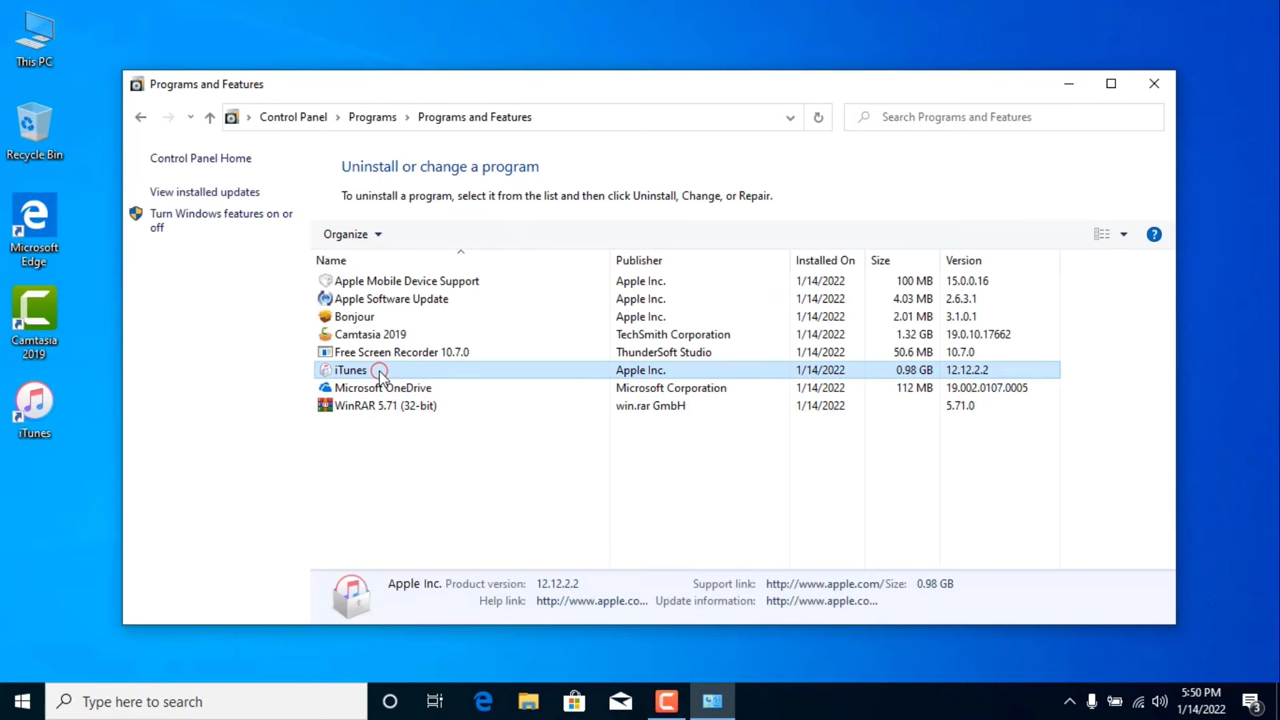 This PC
Recycle Bin
Microsoft
Edge
Camtasia
2019
iTunes
Programs and Features
Control Panel Programs Programs and Features
Search Programs and Features
Control Panel Home
View installed updates
Turn Windows features on or
off
Uninstall or change a program
To uninstall a program, select it from the list and then click Uninstall, Change, or Repair.
Organize
Name Publisher Installed On Size Version
Apple Mobile Device Support Apple Inc. 1/14/2022 100 MB 15.0.0.16
Apple Software Update Apple Inc. 1/14/2022 4.03 MB 2.6.3.1
Bonjour Apple Inc. 1/14/2022 2.01 MB 3.1.0.1
Camtasia 2019 TechSmith Corporation 1/14/2022 1.32 GB 19.0.10.17662
Free Screen Recorder 10.7.0 ThunderSoft Studio 1/14/2022 50.6 MB 10.7.0
iTunes Apple Inc. 1/14/2022 0.98 GB 12.12.2.2
Microsoft OneDrive Microsoft Corporation 1/14/2022 112 MB 19.002.0107.0005
WinRAR 5.71 (32-bit) win.rar GmbH 1/14/2022 5.71.0
Apple Inc. Product version: 12.12.2.2 Support link: http://www.apple.com/ Size: 0.98 GB
Help link: http://www.apple.co... Update information: http://www.apple.co...
Type here to search
5:50 PM
1/14/2022
3